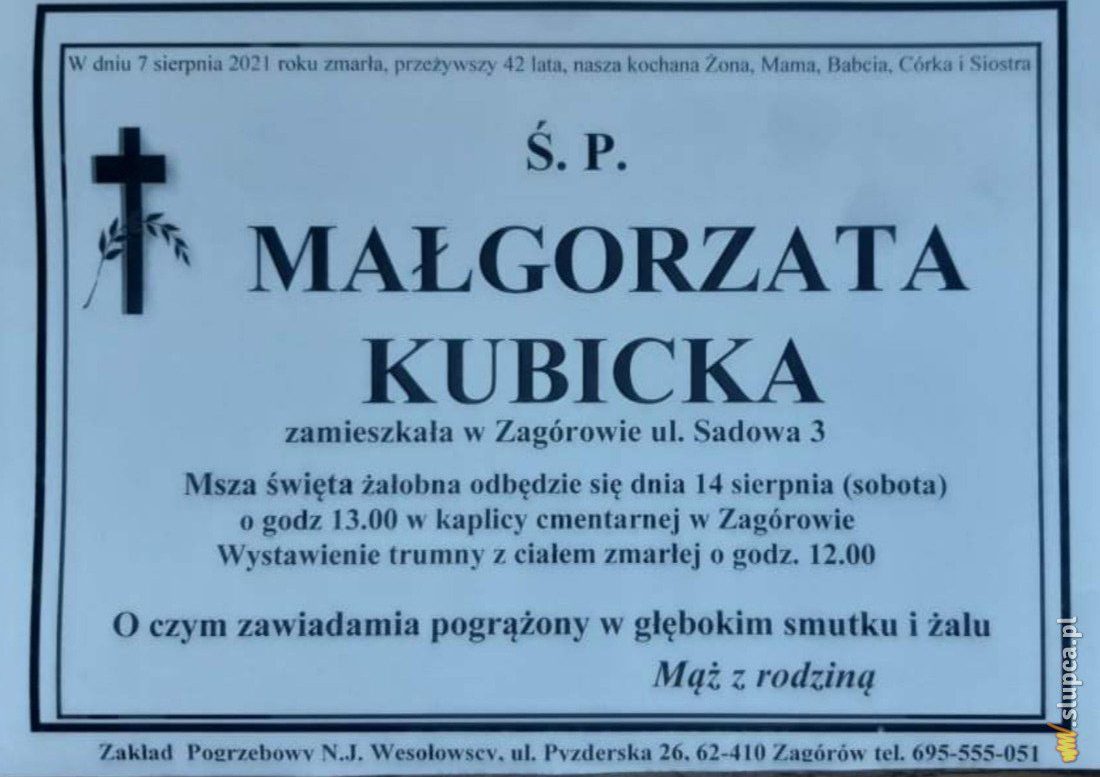 W dniu 7 sierpnia 2021 roku zmarła, przeżywszy 42 lata, nasza kochana Żona, Mama, Babcia, Córka i Siostra
Ś. P.
MAŁGORZATA
KUBICKA
zamieszkała w Zagórowie ul. Sadowa 3
Msza święta żałobna odbędzie się dnia 14 sierpnia (sobota)
o godz 13.00 w kaplicy cmentarnej w Zagórowie
Wystawienie trumny z ciałem zmarłej o godz. 12.00
O czym zawiadamia pogrążony w głębokim smutku i żalu
Mąż z rodziną
Zakład Pogrzebowy N.J. Wesołowscy, ul. Pyzderska 26, 62-410 Zagórów tel. 695-555-051
.slupca.pl